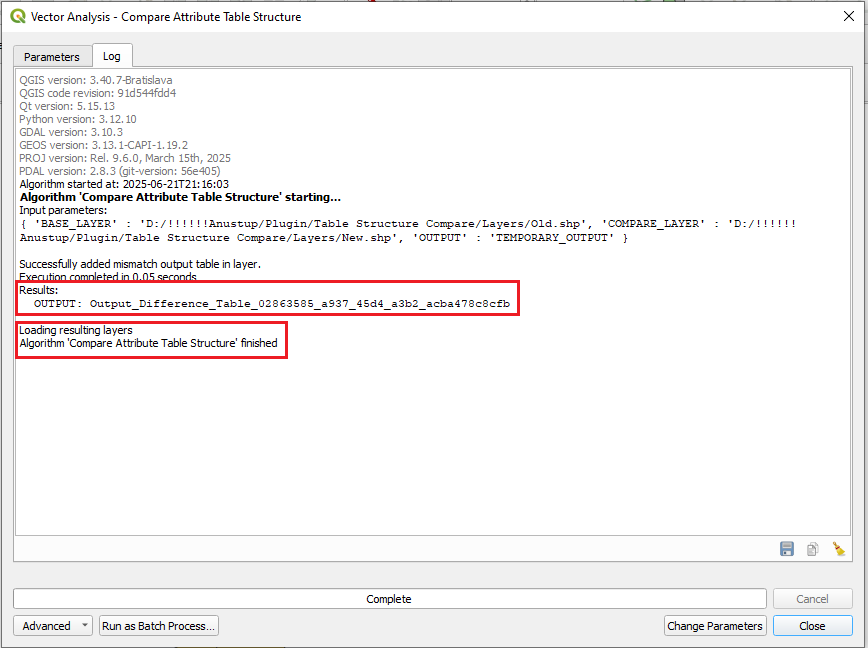 Vector Analysis - Compare Attribute Table Structure
Parameters
Log
QGIS version: 3.40.7-Bratislava
QGIS code revision: 91d544fdd4
Qt version: 5.15.13
Python version: 3.12.10
GDAL version: 3.10.3
GEOS version: 3.13.1-CAPI-1.19.2
PROJ version: Rel. 9.6.0, March 15th, 2025
PDAL version: 2.8.3 (git-version: 56e405)
Algorithm started at: 2025-06-21T21:16:03
Algorithm 'Compare Attribute Table Structure' starting...
Input parameters:
{ 'BASE_LAYER' : 'D:/!!!!!!Anustup/Plugin/Table Structure Compare/Layers/Old.shp', 'COMPARE_LAYER' : 'D:/!!!!!!
Anustup/Plugin/Table Structure Compare/Layers/New.shp', 'OUTPUT' : 'TEMPORARY_OUTPUT' }
Successfully added mismatch output table in layer.
Execution completed in 0.05 seconds
Results:
OUTPUT: Output_Difference_Table_02863585_a937_45d4_a3b2_acba478c8cfb
Loading resulting layers
Algorithm 'Compare Attribute Table Structure' finished
Complete
Cancel
Advanced
Run as Batch Process...
Change Parameters
Close